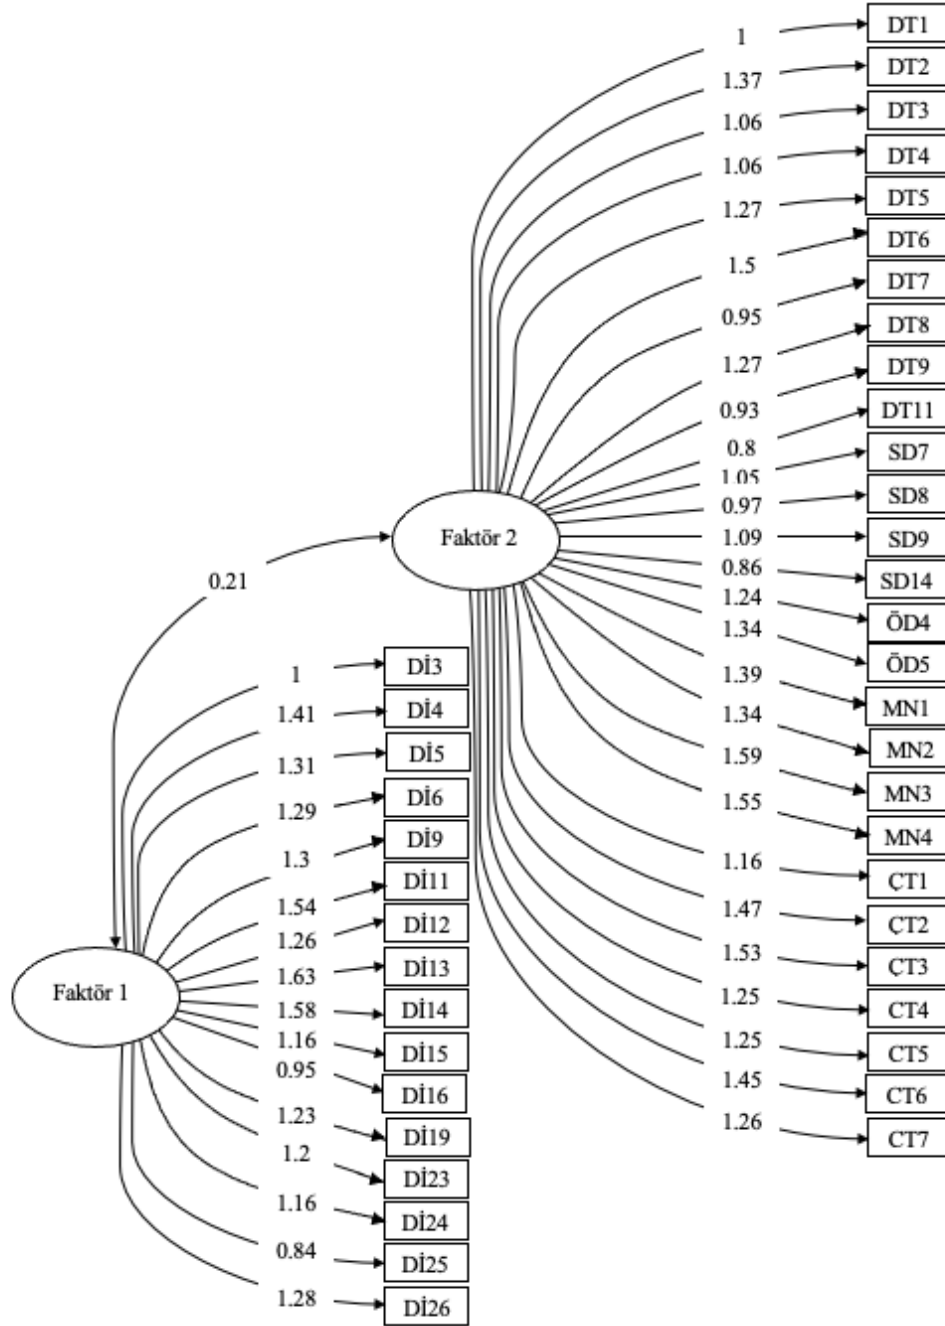 1 DT1
1.37 DT2
1.06 DT3
1.06 DT4
1.27 DT5
1.5 DT6
0.95 DT7
1.27 DT8
0.93 DT9
0.8 DT11
1.05 SD7
0.97 SD8
Faktör 2 1.09 SD9
0.86 SD14
1.24 ÖD4
1.34 ÖD5
1.39 MN1
1.34 MN2
1.59 MN3
1.55 MN4
1.16 ÇT1
1.47 ÇT2
1.53 ÇT3
1.25 ÇT4
1.25 ÇT5
1.45 ÇT6
1.26 ÇT7
0.21
Faktör 1
1 Dİ3
1.41 Dİ4
1.31 Dİ5
1.29 Dİ6
1.3 Dİ9
1.54 Dİ11
1.26 Dİ12
1.63 Dİ13
1.58 Dİ14
1.16 Dİ15
0.95 Dİ16
1.23 Dİ19
1.2 Dİ23
1.16 Dİ24
0.84 Dİ25
1.28 Dİ26